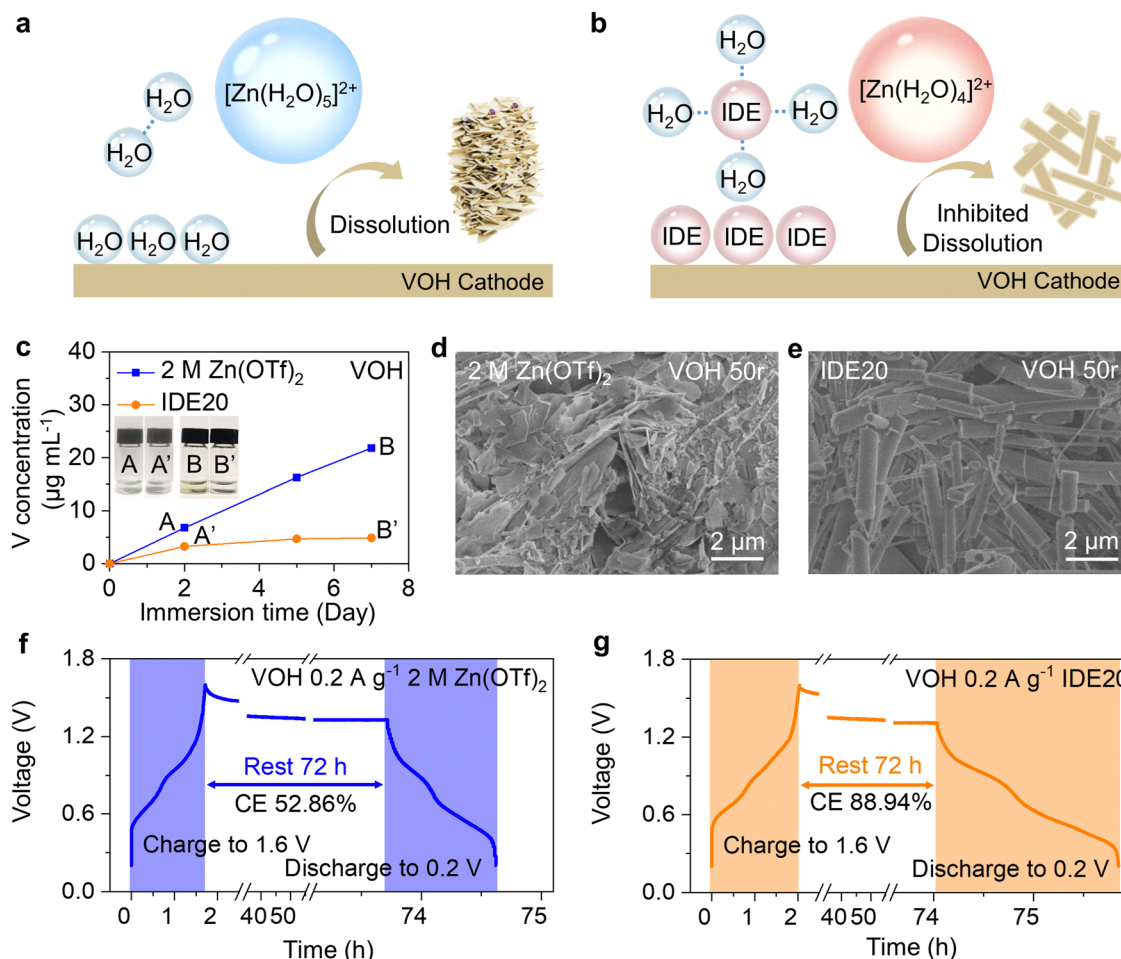 a
H₂O
H₂O
[Zn(H₂O)₅]²⁺
Dissolution
H₂O H₂O H₂O
VOH Cathode
b
H₂O
H₂O IDE H₂O
H₂O
[Zn(H₂O)₄]²⁺
IDE IDE IDE
Inhibited
Dissolution
VOH Cathode
c
V concentration
(µg mL⁻¹)
40
30
20
10
0
2 M Zn(OTf)₂
VOH
IDE20
A A' B B'
A
A'
B
B'
0 2 4 6 8
Immersion time (Day)
d
2 M Zn(OTf)₂ VOH 50r
2 µm
e
IDE20 VOH 50r
2 µm
f
Voltage (V)
1.8
1.2
0.6
0.0
VOH 0.2 A g⁻¹ 2 M Zn(OTf)₂
Rest 72 h
CE 52.86%
Charge to 1.6 V
Discharge to 0.2 V
0 1 2 40 50 74 75
Time (h)
g
Voltage (V)
1.8
1.2
0.6
0.0
VOH 0.2 A g⁻¹ IDE20
Rest 72 h
CE 88.94%
Charge to 1.6 V
Discharge to 0.2 V
0 1 2 40 50 74 75
Time (h)